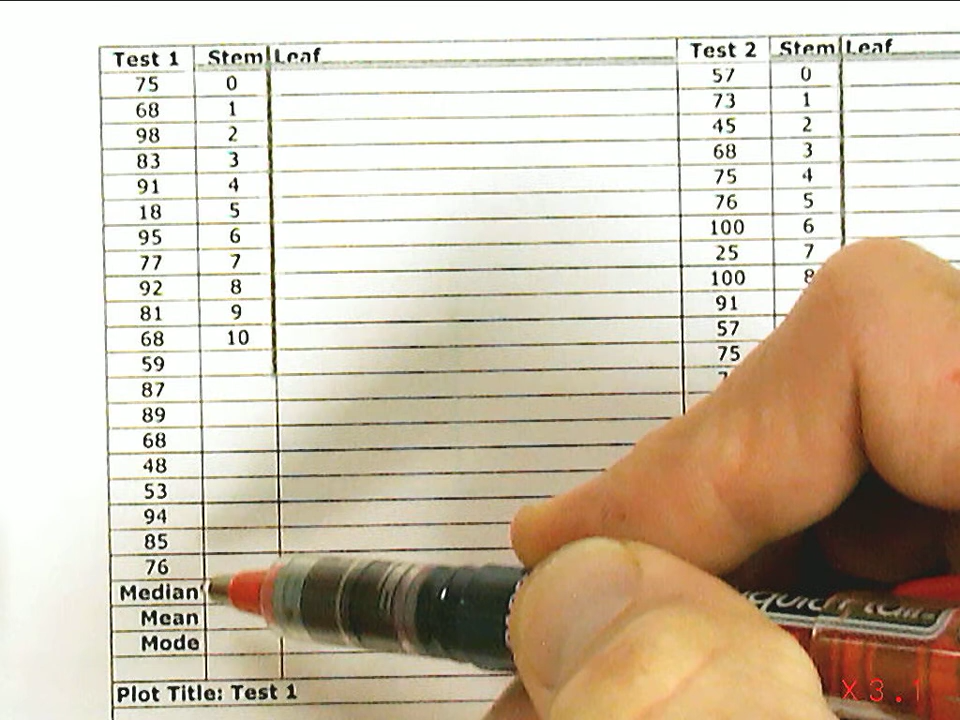 Test 1 Stem Leaf Test 2 Stem Leaf
75 0 57 0
68 1 73 1
98 2 45 2
83 3 68 3
91 4 75 4
18 5 76 5
95 6 100 6
77 7 25 7
92 8 100 8
81 9 91
68 10 57
59 75
87
89
68
48
53
94
85
76
Median
Mean
Mode
Plot Title: Test 1
X3.1